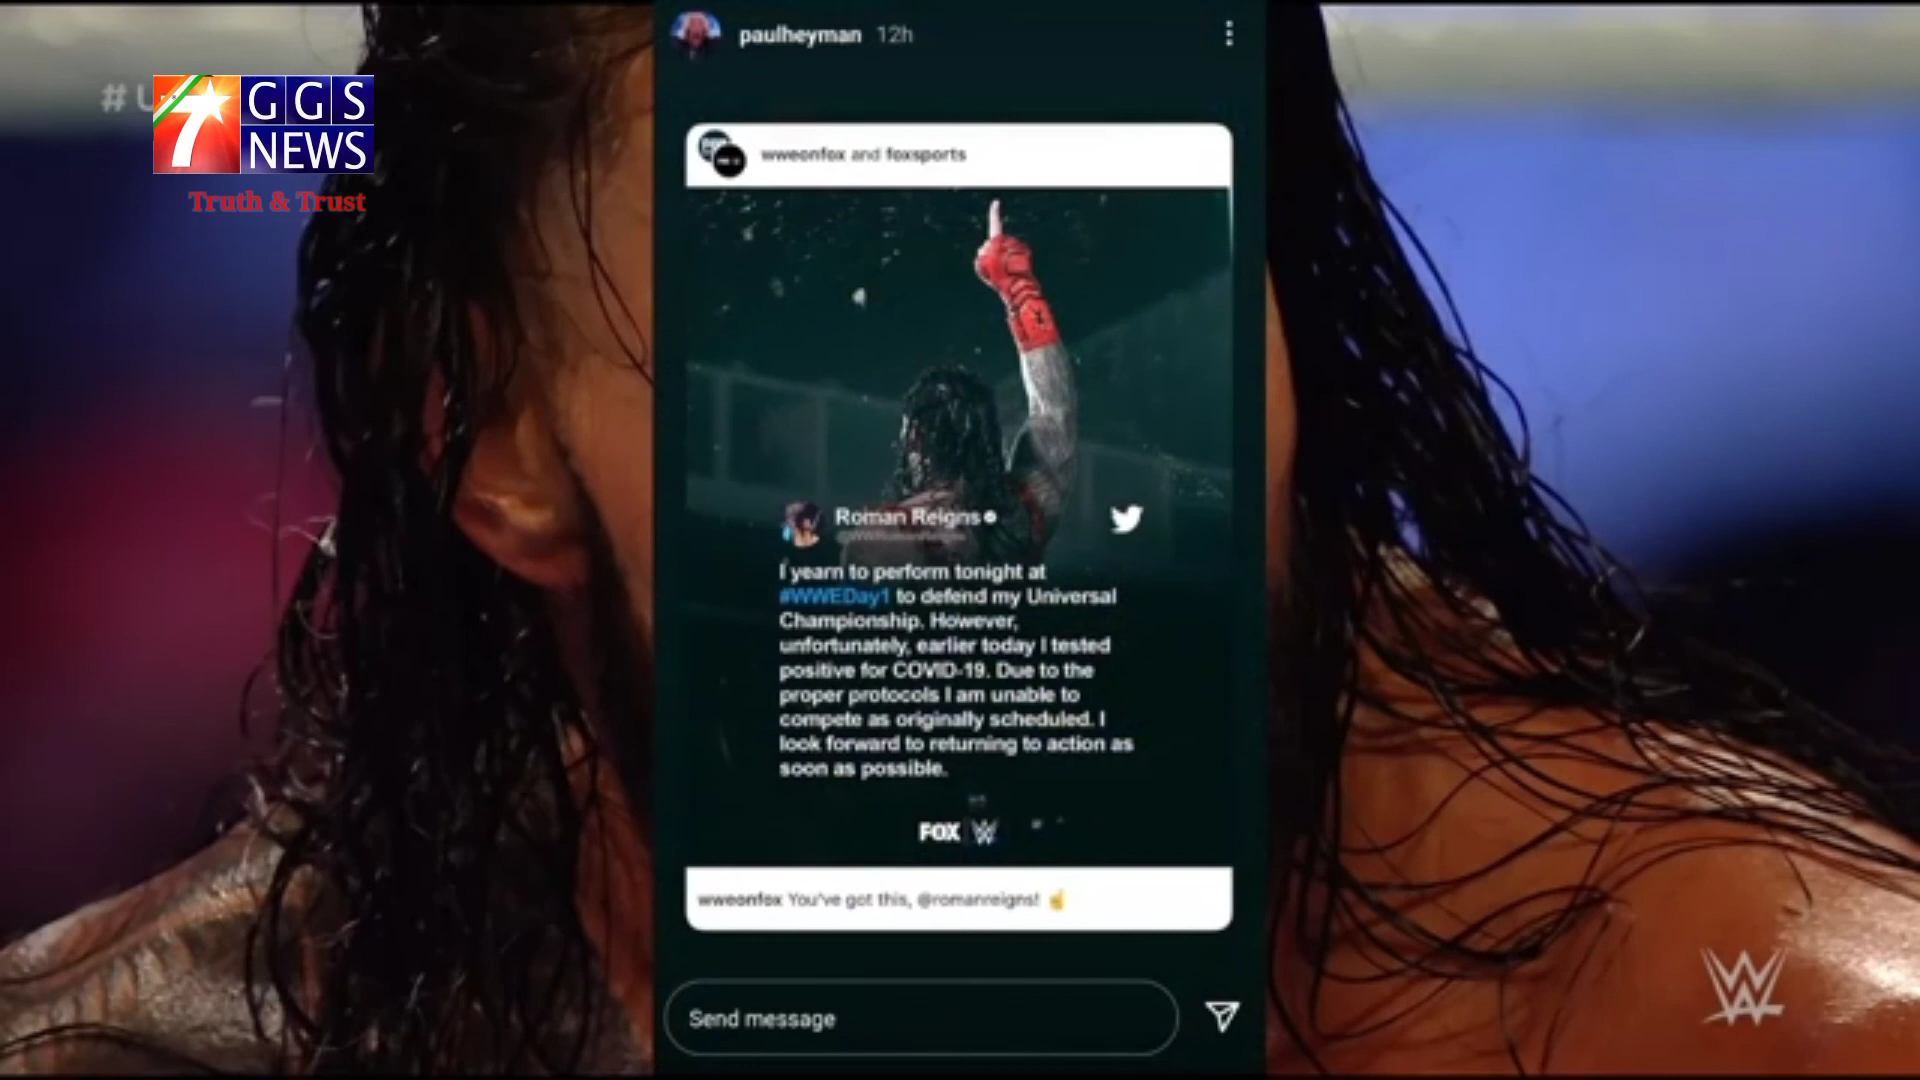 paulheyman 12h
# U
7 GGS
NEWS
Truth & Trust
wweonfox and foxsports
Roman Reigns
I yearn to perform tonight at
#WWEDay1 to defend my Universal
Championship. However,
unfortunately, earlier today I tested
positive for COVID-19. Due to the
proper protocols I am unable to
compete as originally scheduled. I
look forward to returning to action as
soon as possible.
FOX W
wweonfox You've got this, @romanreigns! ☝
Send message